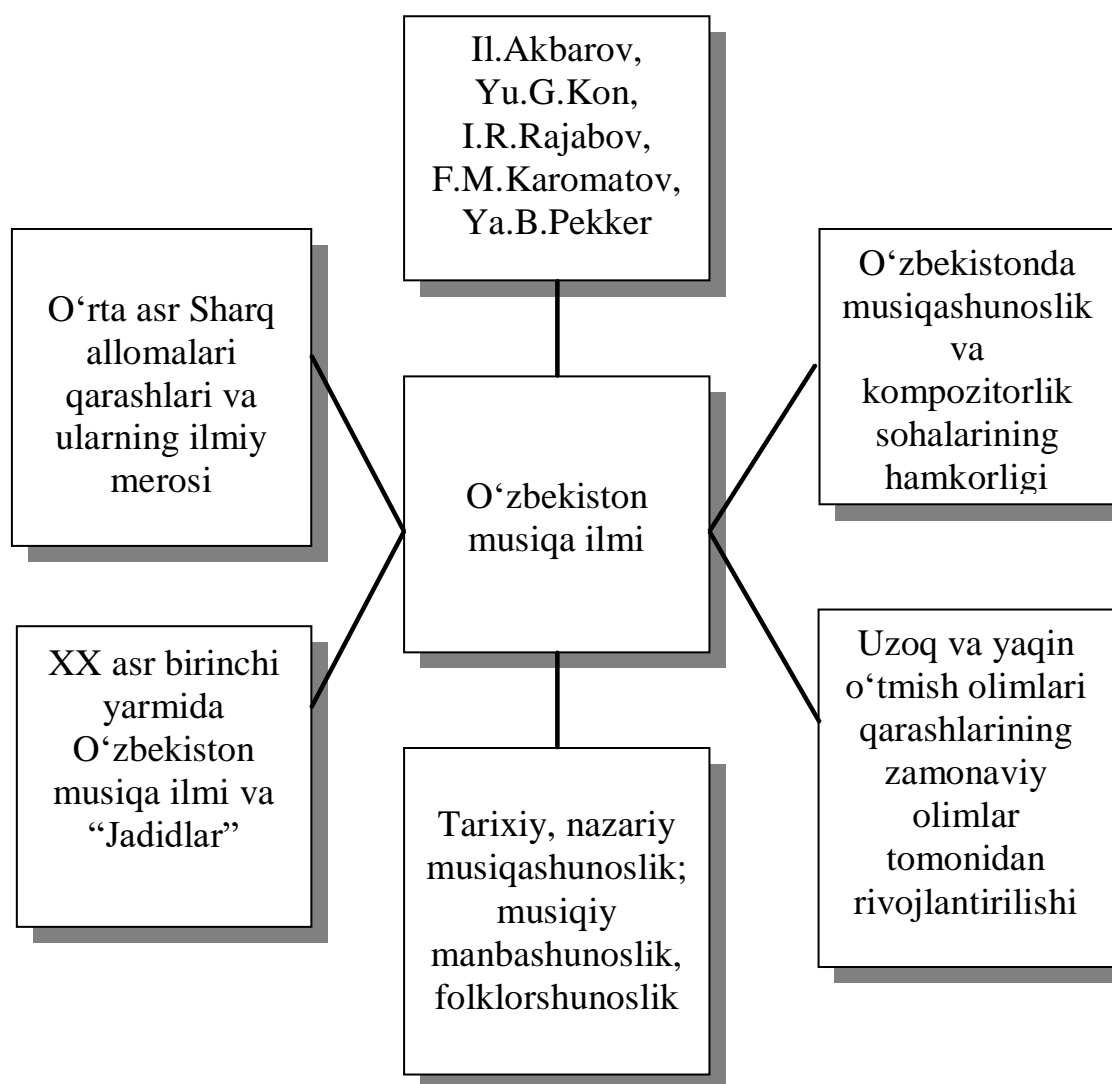 Il.Akbarov,
Yu.G.Kon,
I.R.Rajabov,
F.M.Karomatov,
Ya.B.Pekker
O‘rta asr Sharq
allomalari
qarashlari va
ularning ilmiy
merosi
O‘zbekistonda
musiqashunoslik
va
kompozitorlik
sohalarining
hamkorligi
O‘zbekiston
musiqa ilmi
XX asr birinchi
yarmida
O‘zbekiston
musiqa ilmi va
“Jadidlar”
Uzoq va yaqin
o‘tmish olimlari
qarashlarining
zamonaviy
olimlar
tomonidan
rivojlantirilishi
Tarixiy, nazariy
musiqashunoslik;
musiqiy
manbashunoslik,
folklorshunoslik